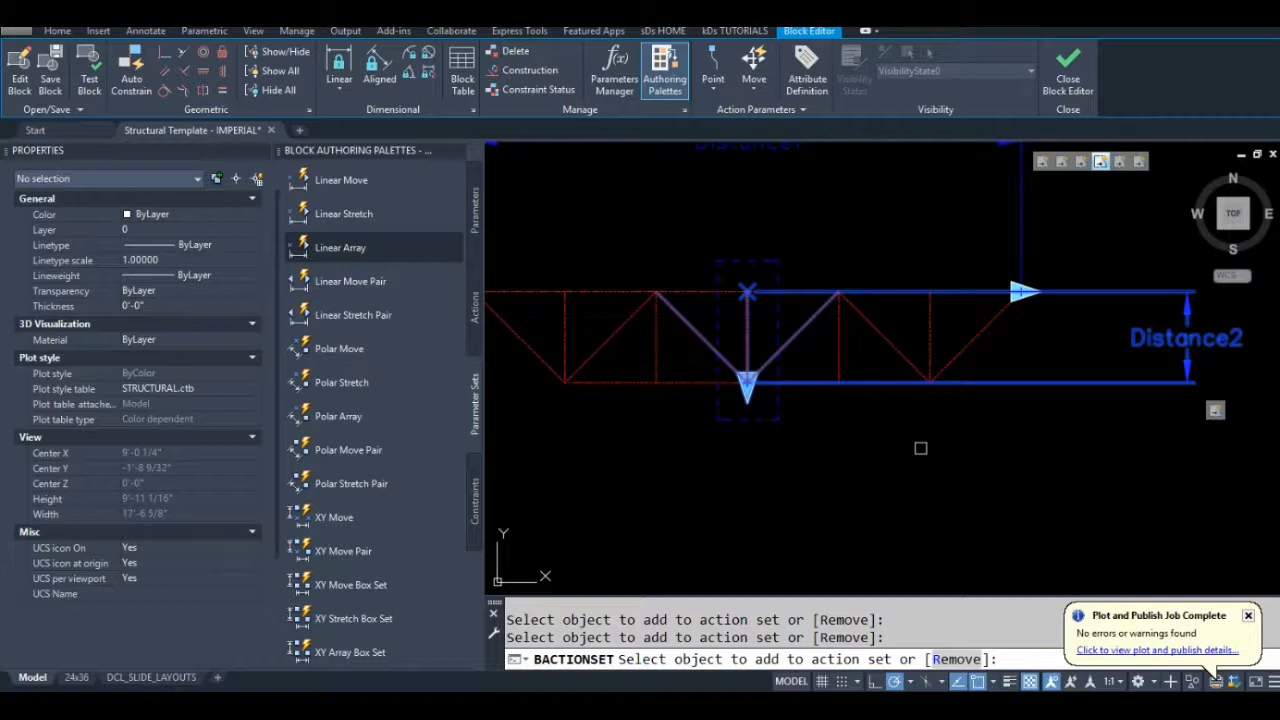 Home Insert Annotate Parametric View Manage Output Add-ins Collaborate Express Tools Featured Apps sDs HOME kDs TUTORIALS Block Editor
Edit Block
Save Block
Test Block
Auto Constrain
Show/Hide
Show All
Hide All
Linear
Aligned
Block Table
Delete
Construction
Constraint Status
Parameters Manager
Authoring Palettes
Point
Move
Attribute Definition
Visibility States
VisibilityState0
Close Block Editor
Open/Save Geometric Dimensional Manage Action Parameters Visibility Close
Start
Structural Template - IMPERIAL*
PROPERTIES
No selection
General
Color ByLayer
Layer 0
Linetype ByLayer
Linetype scale 1.00000
Lineweight ByLayer
Transparency ByLayer
Thickness 0'-0"
3D Visualization
Material ByLayer
Plot style
Plot style ByColor
Plot style table STRUCTURAL.ctb
Plot table attache... Model
Plot table type Color dependent
View
Center X 9'-0 1/4"
Center Y -1'-8 9/32"
Center Z 0'-0"
Height 9'-11 1/16"
Width 17'-6 5/8"
Misc
UCS icon On Yes
UCS icon at origin Yes
UCS per viewport Yes
UCS Name
BLOCK AUTHORING PALETTES - ...
Linear Move
Linear Stretch
Linear Array
Linear Move Pair
Linear Stretch Pair
Polar Move
Polar Stretch
Polar Array
Polar Move Pair
Polar Stretch Pair
XY Move
XY Move Pair
XY Move Box Set
XY Stretch Box Set
XY Array Box Set
Parameters
Actions
Parameter Sets
Constraints
Distance1
Distance2
N
W TOP E
S
WCS
Y
X
Select object to add to action set or [Remove]:
Select object to add to action set or [Remove]:
BACTIONSET Select object to add to action set or [Remove]:
Plot and Publish Job Complete
No errors or warnings found
Click to view plot and publish details...
Model 24x36 DCL_SLIDE_LAYOUTS
MODEL
1:1